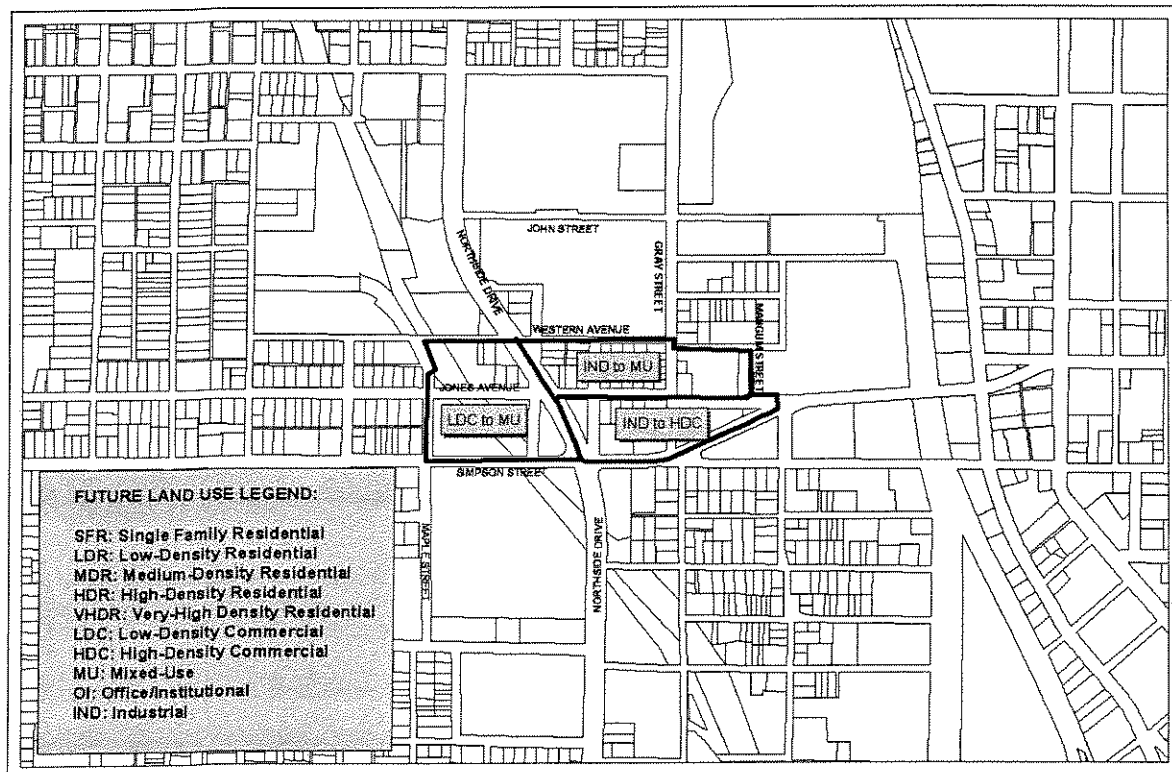 JOHN STREET
NORTHSIDE DRIVE
GRAY STREET
WESTERN AVENUE
MANGUM STREET
IND to MU
JONES AVENUE
LDC to MU
IND to HDC
SIMPSON STREET
MAPLE STREET
NORTHSIDE DRIVE
FUTURE LAND USE LEGEND:
SFR: Single Family Residential
LDR: Low-Density Residential
MDR: Medium-Density Residential
HDR: High-Density Residential
VHDR: Very-High Density Residential
LDC: Low-Density Commercial
HDC: High-Density Commercial
MU: Mixed-Use
OI: Office/Institutional
IND: Industrial